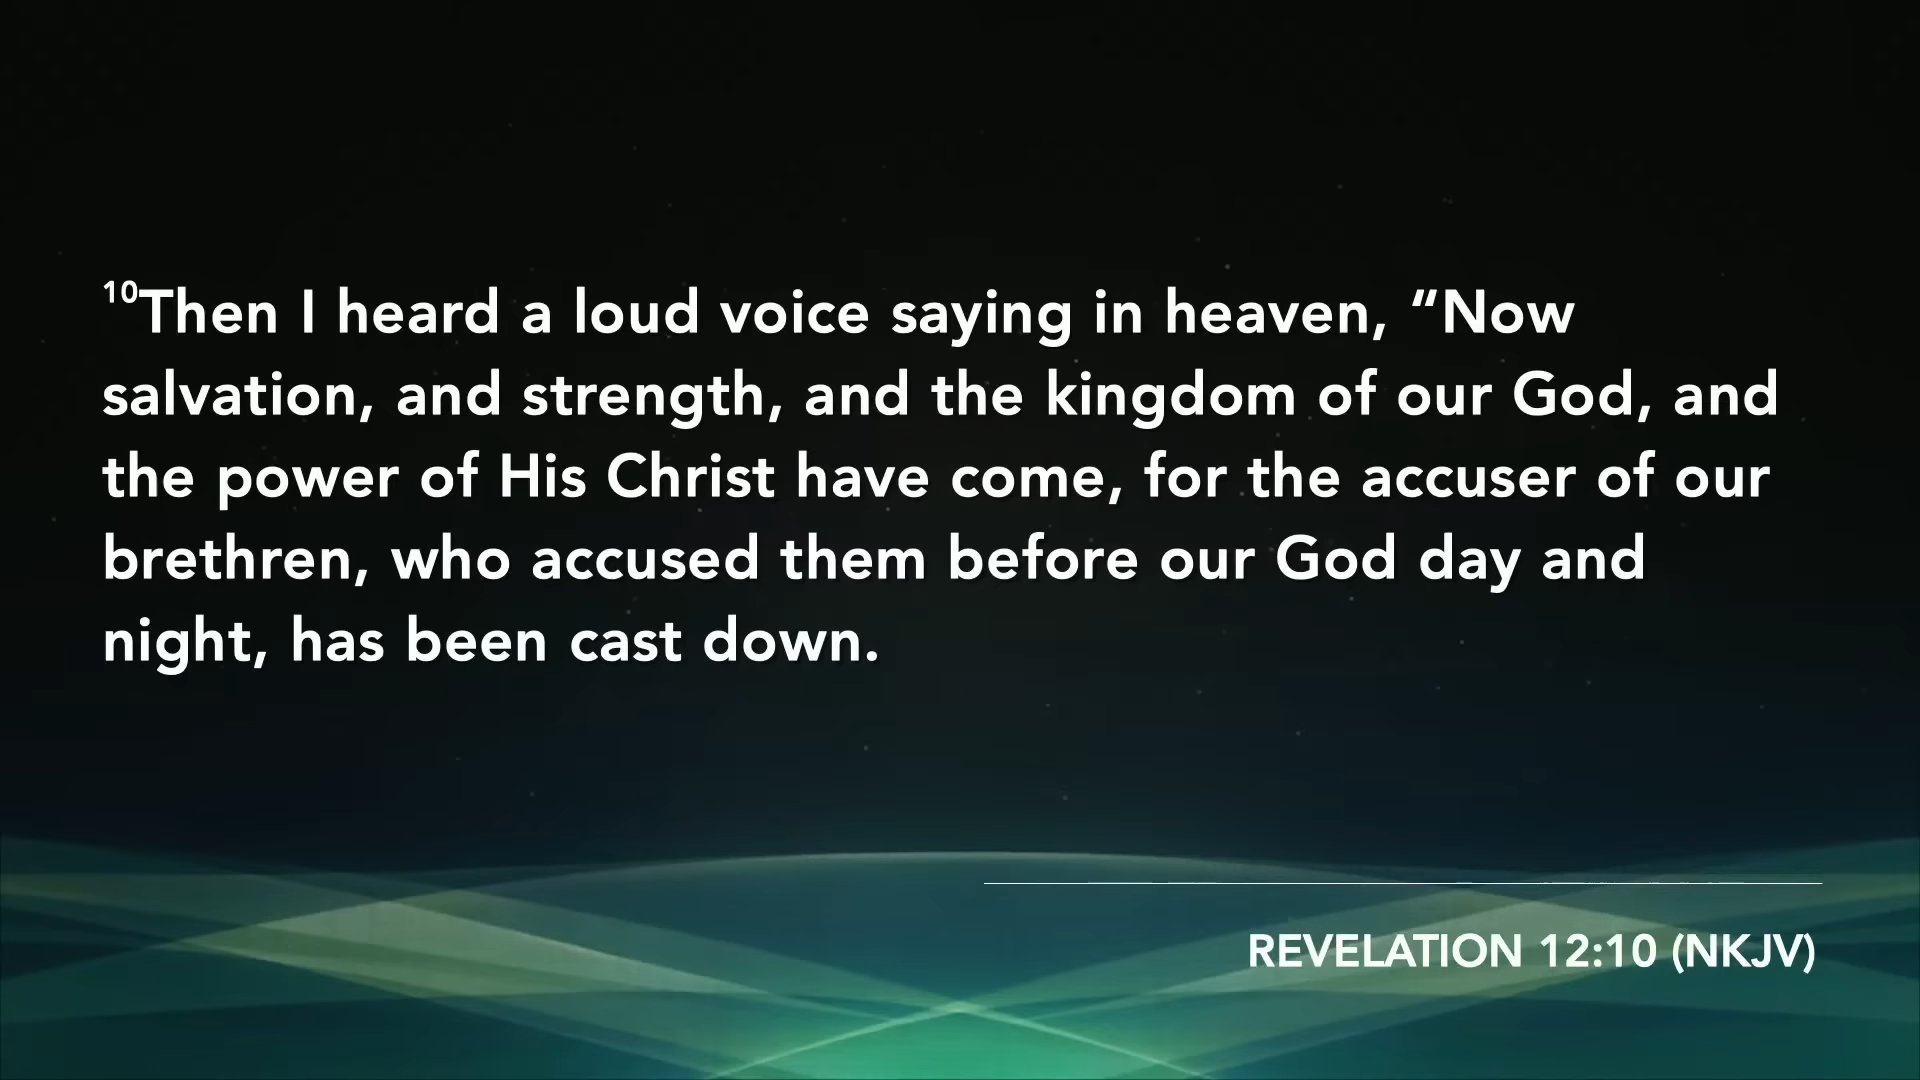 10Then I heard a loud voice saying in heaven, “Now
salvation, and strength, and the kingdom of our God, and
the power of His Christ have come, for the accuser of our
brethren, who accused them before our God day and
night, has been cast down.
REVELATION 12:10 (NKJV)